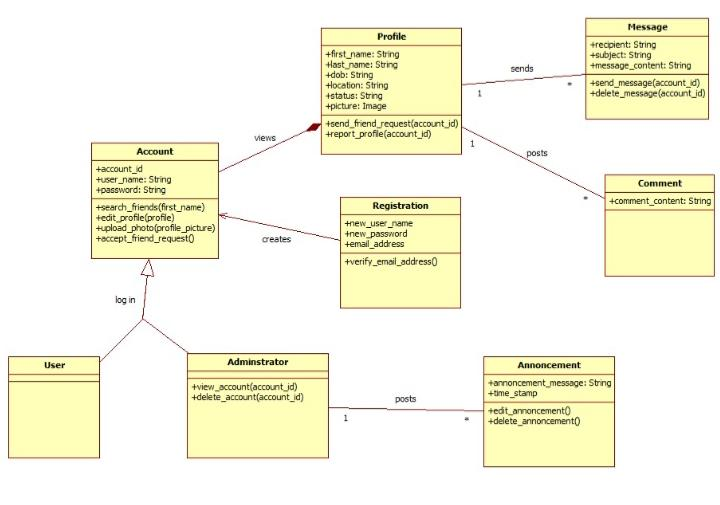 Profile
+first_name: String
+last_name: String
+dob: String
+location: String
+status: String
+picture: Image
+send_friend_request(account_id)
+report_profile(account_id)
Message
+recipient: String
+subject: String
+message_content: String
+send_message(account_id)
+delete_message(account_id)
sends
1
*
views
Account
+account_id
+user_name: String
+password: String
+search_friends(first_name)
+edit_profile(profile)
+upload_photo(profile_picture)
+accept_friend_request()
1
posts
*
Comment
+comment_content: String
Registration
+new_user_name
+new_password
+email_address
+verify_email_address()
creates
log in
User
Adminstrator
+view_account(account_id)
+delete_account(account_id)
posts
1
*
Annoncement
+annoncement_message: String
+time_stamp
+edit_annoncement()
+delete_annoncement()